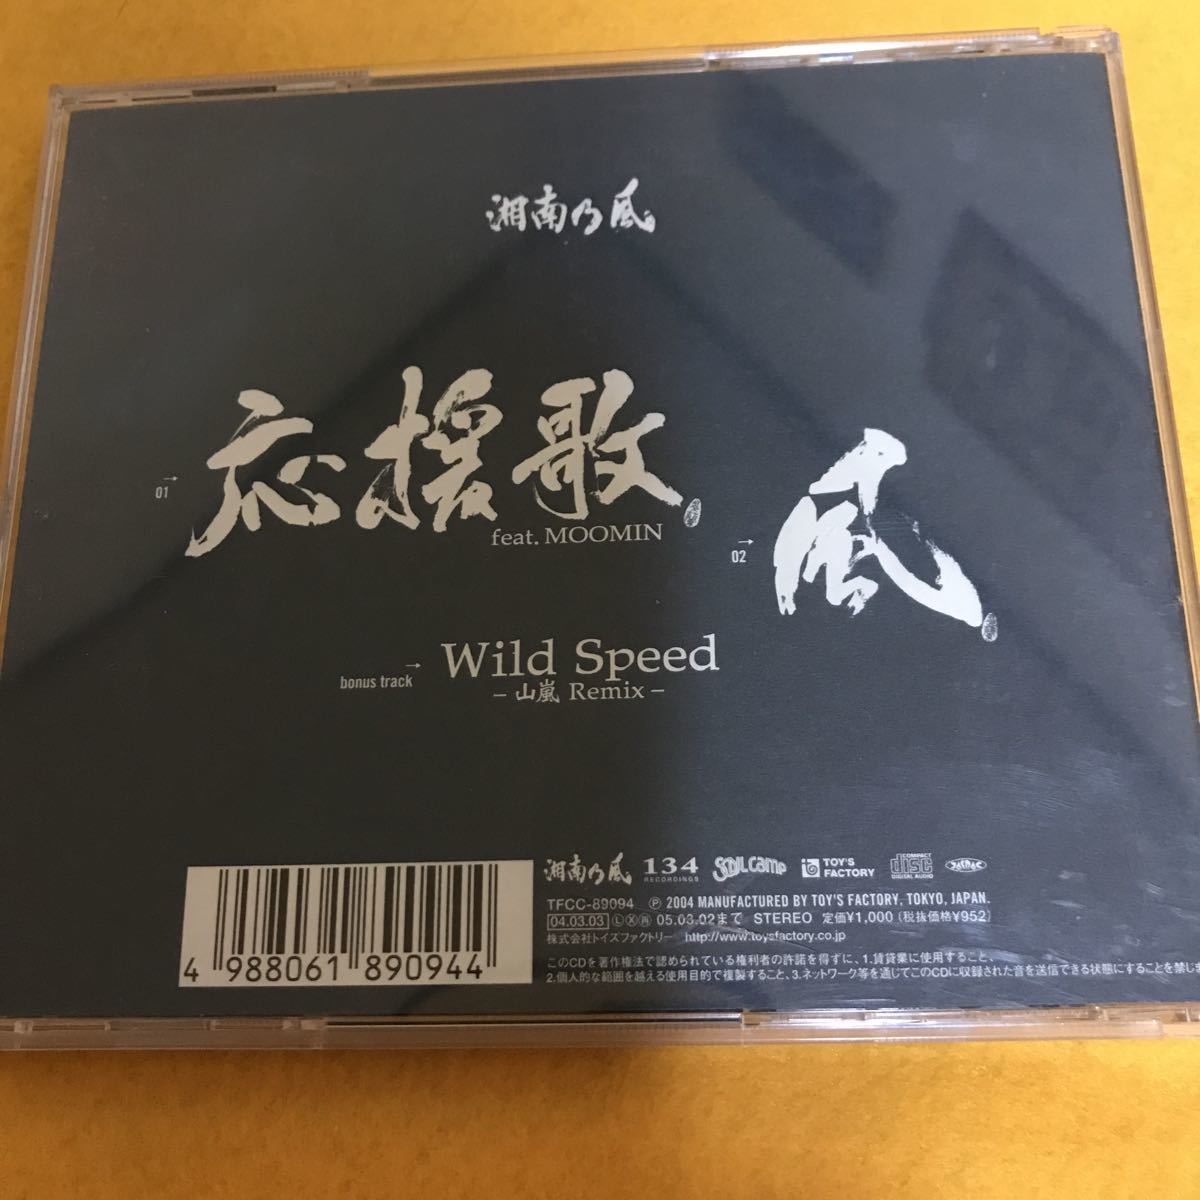 湘南乃風
01→
応援歌
feat. MOOMIN
02→
風
bonus track→
Wild Speed
– 山嵐 Remix –
湘南乃風 134 RECORDINGS SOUL Camp TOY'S FACTORY COMPACT disc DIGITAL AUDIO JASRAC
TFCC-89094 Ⓟ 2004 MANUFACTURED BY TOY'S FACTORY, TOKYO, JAPAN.
04.03.03 Ⓛ Ⓧ 再 05.03.02まで STEREO 定価¥1,000 (税抜価格¥952)
株式会社トイズファクトリー http://www.toysfactory.co.jp
このCDを著作権法で認められている権利者の許諾を得ずに、1.賃貸業に使用すること、
2.個人的な範囲を越える使用目的で複製すること、3.ネットワーク等を通じてこのCDに収録された音を送信できる状態にすることを禁じま
4 988061 890944